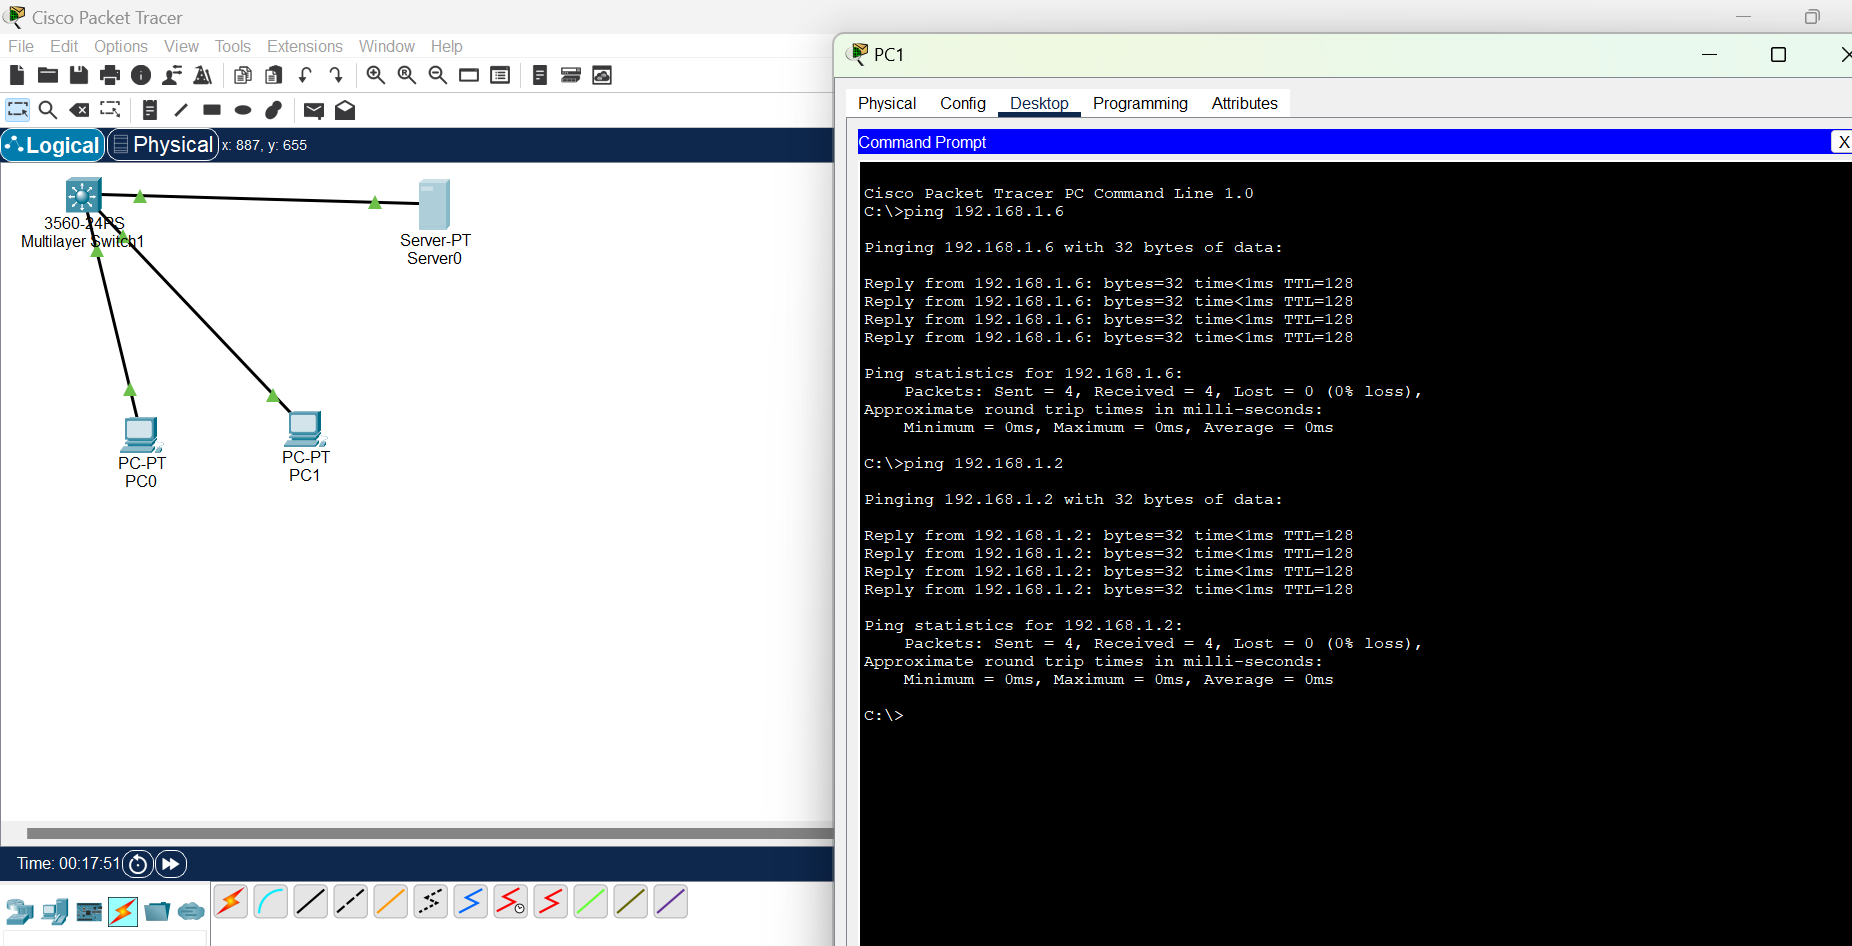 Cisco Packet Tracer
File Edit Options View Tools Extensions Window Help
Logical Physical x: 887, y: 655
3560-24PS
Multilayer Switch1
Server-PT
Server0
PC-PT
PC0
PC-PT
PC1
Time: 00:17:51
PC1
Physical Config Desktop Programming Attributes
Command Prompt X
Cisco Packet Tracer PC Command Line 1.0
C:\>ping 192.168.1.6
Pinging 192.168.1.6 with 32 bytes of data:
Reply from 192.168.1.6: bytes=32 time<1ms TTL=128
Reply from 192.168.1.6: bytes=32 time<1ms TTL=128
Reply from 192.168.1.6: bytes=32 time<1ms TTL=128
Reply from 192.168.1.6: bytes=32 time<1ms TTL=128
Ping statistics for 192.168.1.6:
Packets: Sent = 4, Received = 4, Lost = 0 (0% loss),
Approximate round trip times in milli-seconds:
Minimum = 0ms, Maximum = 0ms, Average = 0ms
C:\>ping 192.168.1.2
Pinging 192.168.1.2 with 32 bytes of data:
Reply from 192.168.1.2: bytes=32 time<1ms TTL=128
Reply from 192.168.1.2: bytes=32 time<1ms TTL=128
Reply from 192.168.1.2: bytes=32 time<1ms TTL=128
Reply from 192.168.1.2: bytes=32 time<1ms TTL=128
Ping statistics for 192.168.1.2:
Packets: Sent = 4, Received = 4, Lost = 0 (0% loss),
Approximate round trip times in milli-seconds:
Minimum = 0ms, Maximum = 0ms, Average = 0ms
C:\>